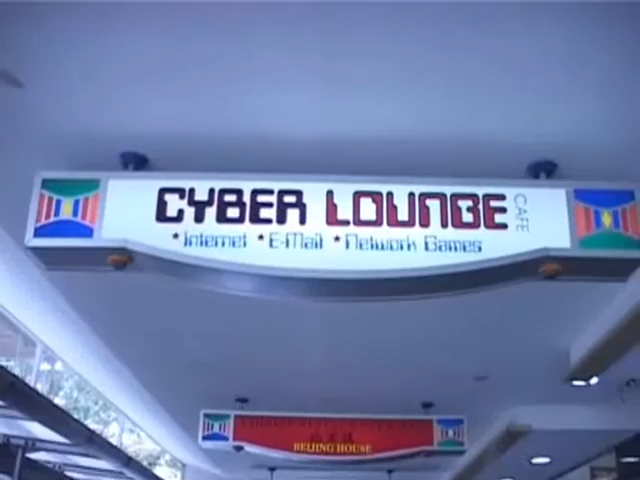 CYBER LOUNGE CAFE
*Internet *E-Mail *Network Games
BEIJING HOUSE